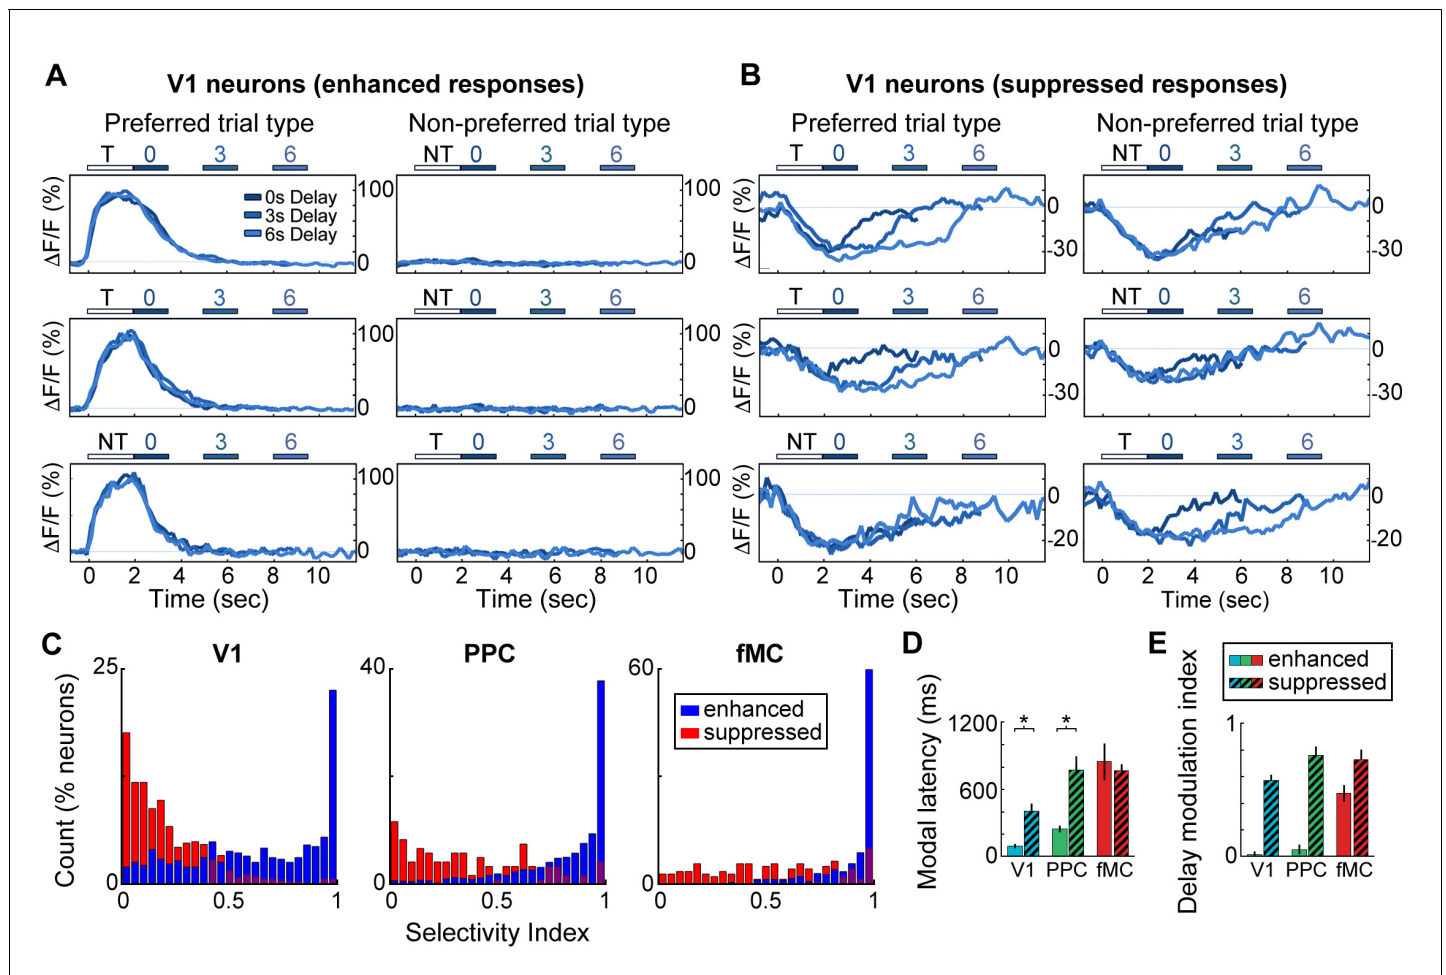 A
V1 neurons (enhanced responses)
B
V1 neurons (suppressed responses)
Preferred trial type
Non-preferred trial type
Preferred trial type
Non-preferred trial type
T 0 3 6
NT 0 3 6
T 0 3 6
NT 0 3 6
ΔF/F (%)
0s Delay
3s Delay
6s Delay
100
0
100
0
ΔF/F (%)
0
-30
0
-30
T 0 3 6
NT 0 3 6
T 0 3 6
NT 0 3 6
ΔF/F (%)
100
0
100
0
ΔF/F (%)
0
-30
0
-30
NT 0 3 6
T 0 3 6
NT 0 3 6
T 0 3 6
ΔF/F (%)
100
0
100
0
ΔF/F (%)
0
-20
0
-20
0 2 4 6 8 10
0 2 4 6 8 10
0 2 4 6 8 10
0 2 4 6 8 10
Time (sec)
Time (sec)
Time (sec)
Time (sec)
C
V1
PPC
fMC
Count (% neurons)
25
0
40
0
60
0
enhanced
suppressed
0 0.5 1
0 0.5 1
0 0.5 1
Selectivity Index
D
Modal latency (ms)
1200
600
0
* *
V1 PPC fMC
E
enhanced
suppressed
Delay modulation index
1
0
V1 PPC fMC